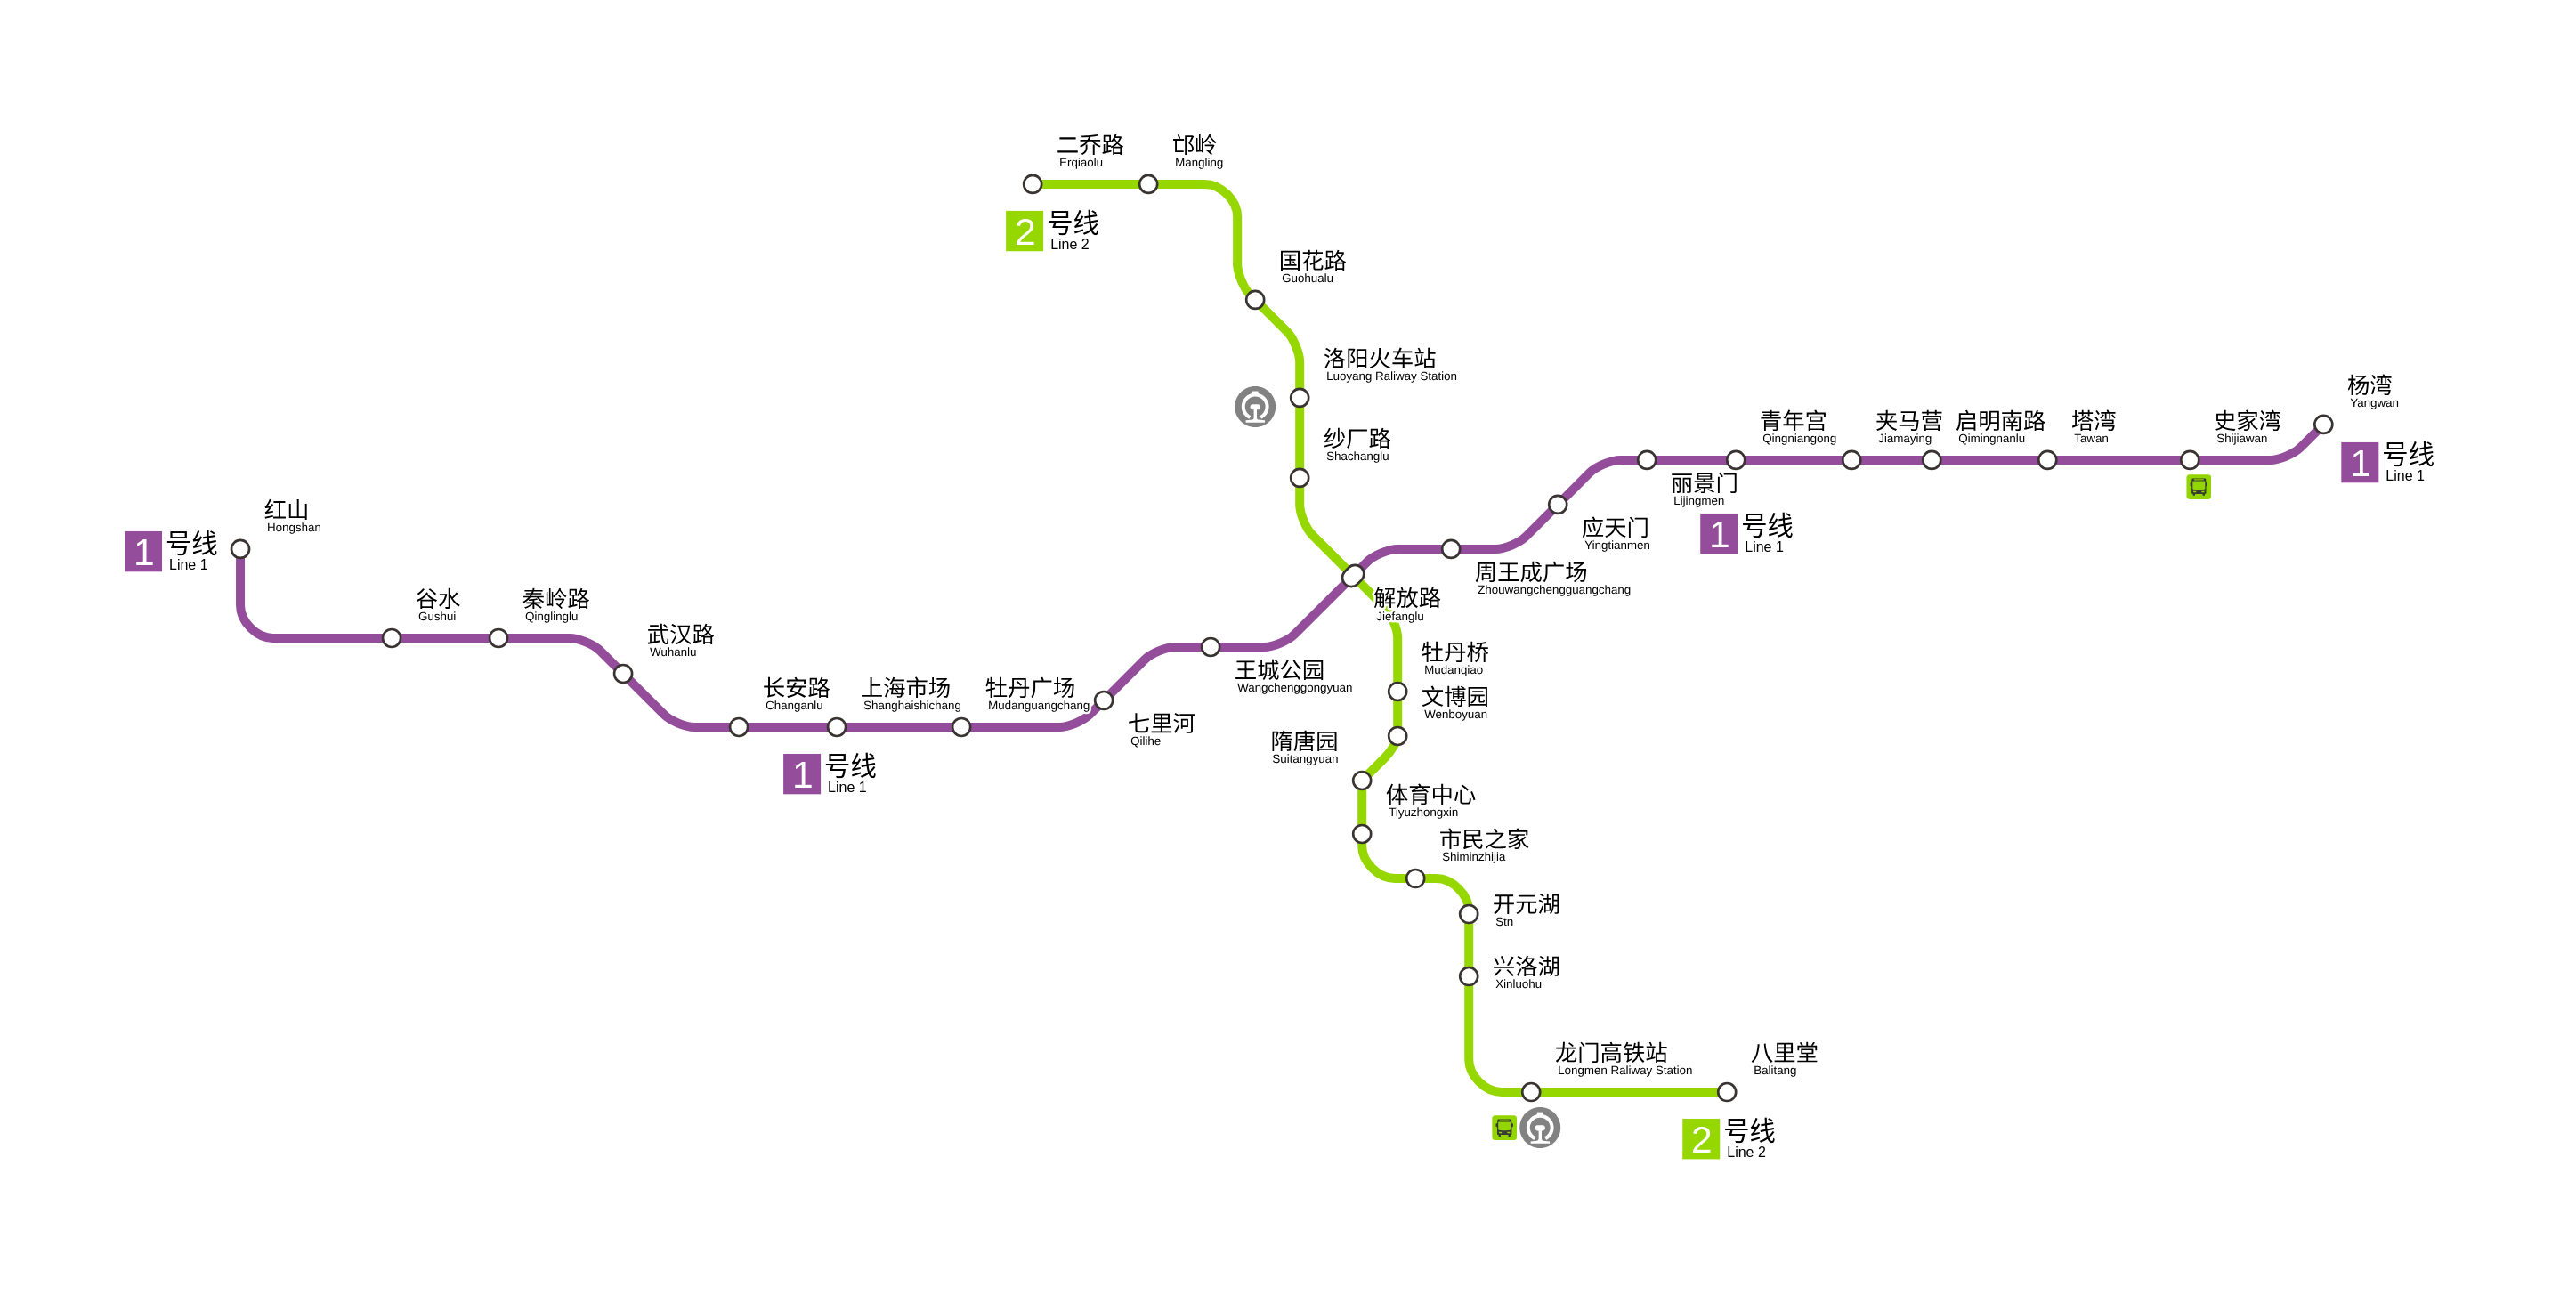 二乔路
Erqiaolu
邙岭
Mangling
2
号线
Line 2
国花路
Guohualu
洛阳火车站
Luoyang Raliway Station
纱厂路
Shachanglu
杨湾
Yangwan
1
号线
Line 1
青年宫
Qingniangong
夹马营
Jiamaying
启明南路
Qimingnanlu
塔湾
Tawan
史家湾
Shijiawan
丽景门
Lijingmen
1
号线
Line 1
应天门
Yingtianmen
周王成广场
Zhouwangchengguangchang
红山
Hongshan
1
号线
Line 1
谷水
Gushui
秦岭路
Qinglinglu
武汉路
Wuhanlu
解放路
Jiefanglu
长安路
Changanlu
上海市场
Shanghaishichang
牡丹广场
Mudanguangchang
王城公园
Wangchenggongyuan
七里河
Qilihe
1
号线
Line 1
牡丹桥
Mudanqiao
文博园
Wenboyuan
隋唐园
Suitangyuan
体育中心
Tiyuzhongxin
市民之家
Shiminzhijia
开元湖
Stn
兴洛湖
Xinluohu
龙门高铁站
Longmen Raliway Station
八里堂
Balitang
2
号线
Line 2